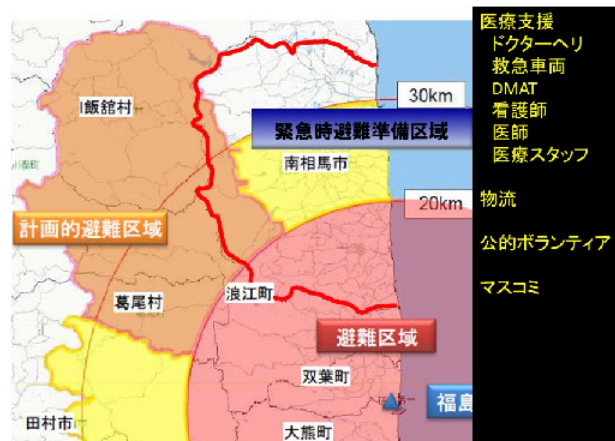 医療支援
ドクターヘリ
救急車両
DMAT
看護師
医師
医療スタッフ
物流
公的ボランティア
マスコミ
飯舘村
30km
緊急時避難準備区域
南相馬市
20km
計画的避難区域
葛尾村
浪江町
避難区域
双葉町
福島
田村市
大熊町